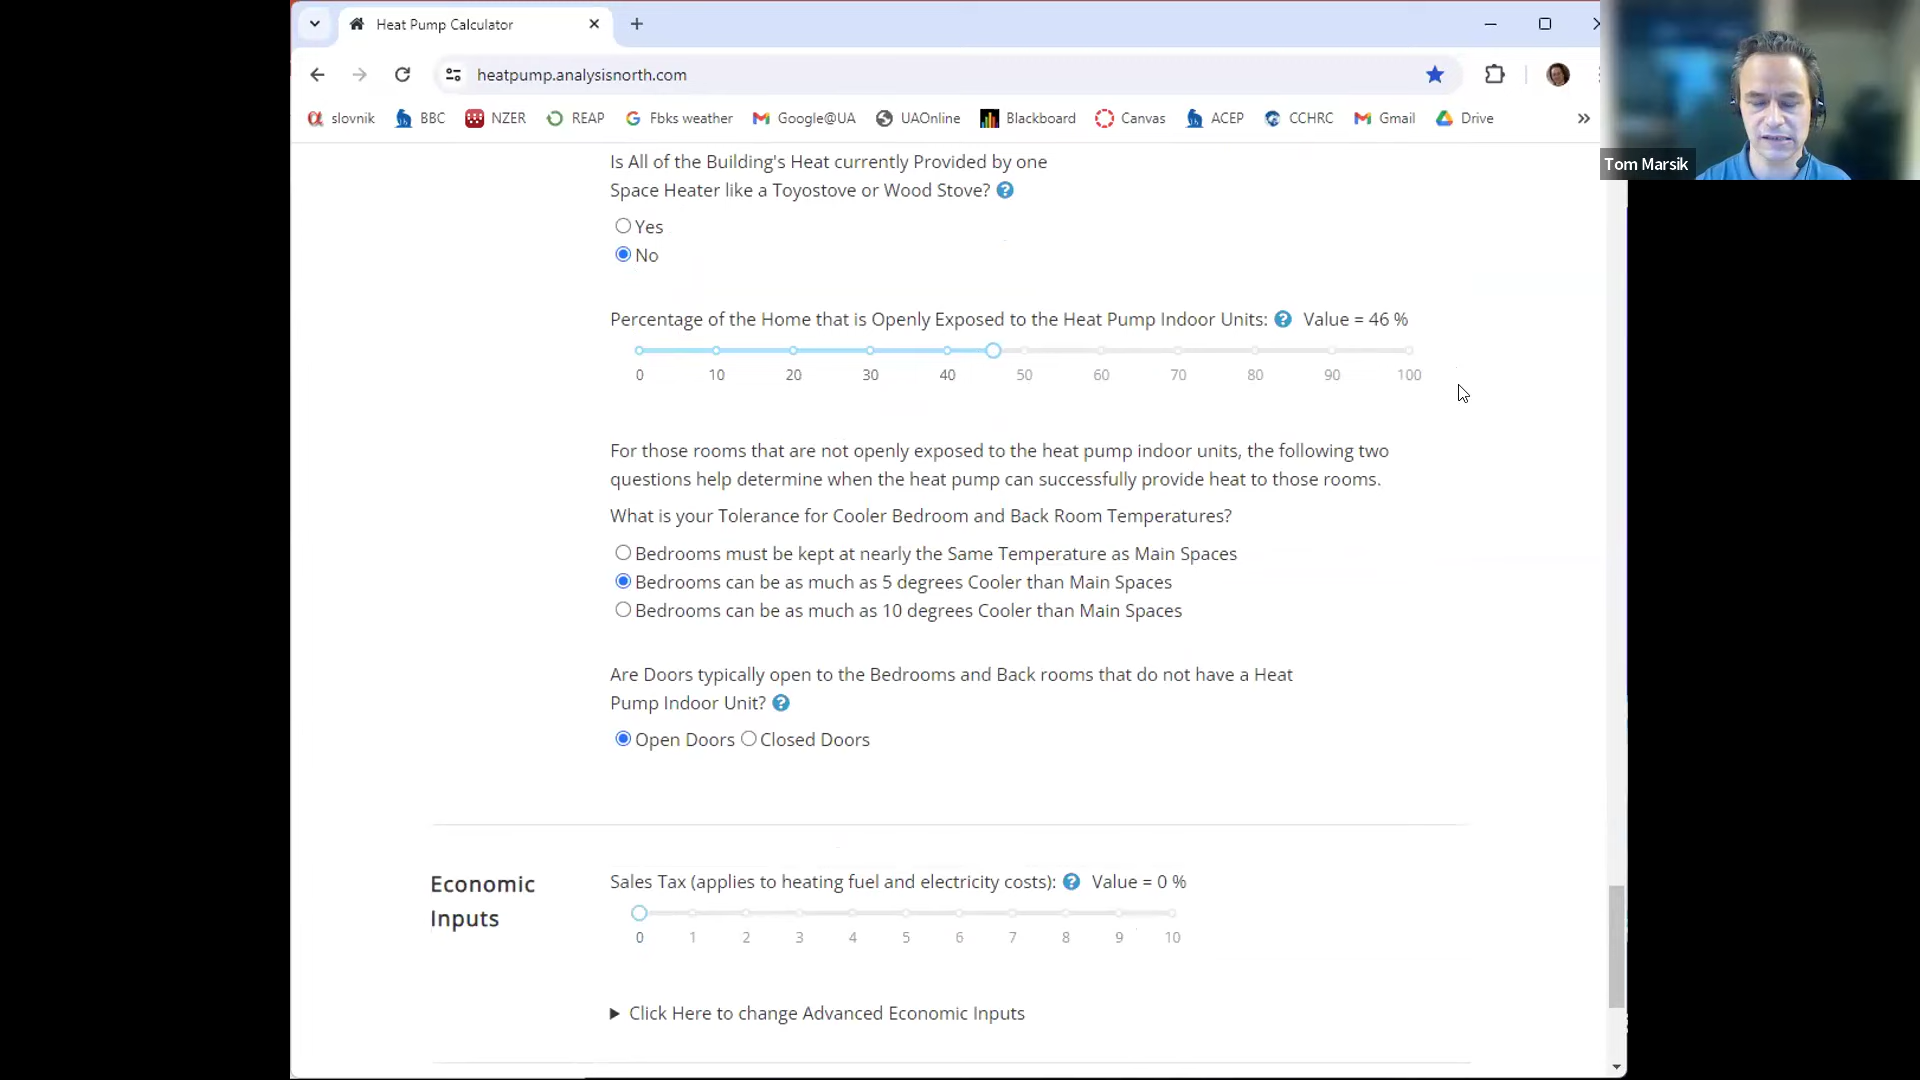 Heat Pump Calculator
heatpump.analysisnorth.com
slovnik BBC NZER REAP Fbks weather Google@UA UAOnline Blackboard Canvas ACEP CCHRC Gmail Drive »
Tom Marsik
Is All of the Building's Heat currently Provided by one
Space Heater like a Toyostove or Wood Stove? ?
Yes
No
Percentage of the Home that is Openly Exposed to the Heat Pump Indoor Units: ? Value = 46 %
0 10 20 30 40 50 60 70 80 90 100
For those rooms that are not openly exposed to the heat pump indoor units, the following two
questions help determine when the heat pump can successfully provide heat to those rooms.
What is your Tolerance for Cooler Bedroom and Back Room Temperatures?
Bedrooms must be kept at nearly the Same Temperature as Main Spaces
Bedrooms can be as much as 5 degrees Cooler than Main Spaces
Bedrooms can be as much as 10 degrees Cooler than Main Spaces
Are Doors typically open to the Bedrooms and Back rooms that do not have a Heat
Pump Indoor Unit? ?
Open Doors Closed Doors
Economic
Inputs
Sales Tax (applies to heating fuel and electricity costs): ? Value = 0 %
0 1 2 3 4 5 6 7 8 9 10
Click Here to change Advanced Economic Inputs